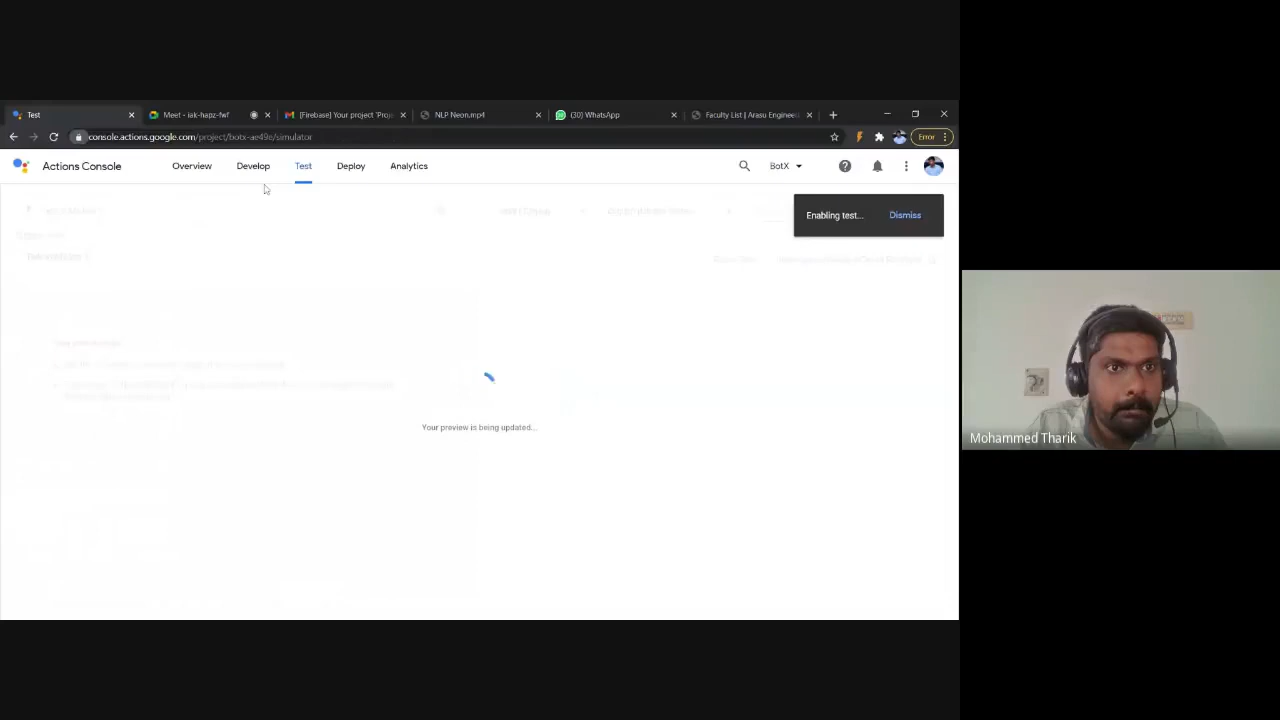 Test
Meet - iak-hapz-fwf
[Firebase] Your project 'Proj
NLP Neon.mp4
(30) WhatsApp
Faculty List | Arasu Engineeri
console.actions.google.com/project/botx-ae49e/simulator
Error
Actions Console
Overview
Develop
Test
Deploy
Analytics
BotX
Enabling test...
Dismiss
Your preview is being updated...
Mohammed Tharik